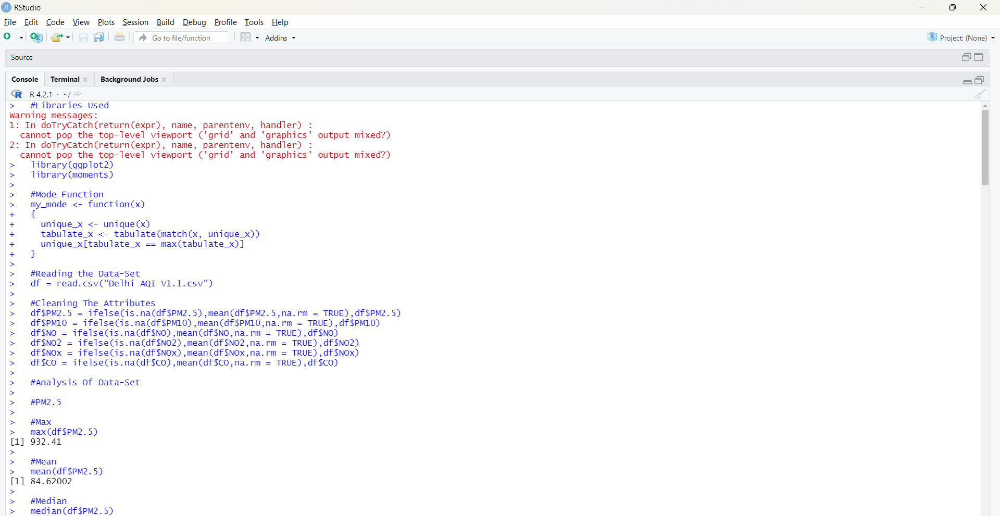 RStudio
File Edit Code View Plots Session Build Debug Profile Tools Help
Go to file/function Addins Project: (None)
Source
Console Terminal Background Jobs
R 4.2.1 · ~/
>   #Libraries Used
Warning messages:
1: In doTryCatch(return(expr), name, parentenv, handler) :
  cannot pop the top-level viewport ('grid' and 'graphics' output mixed?)
2: In doTryCatch(return(expr), name, parentenv, handler) :
  cannot pop the top-level viewport ('grid' and 'graphics' output mixed?)
>   library(ggplot2)
>   library(moments)
>
>   #Mode Function
>   my_mode <- function(x)
+   {
+     unique_x <- unique(x)
+     tabulate_x <- tabulate(match(x, unique_x))
+     unique_x[tabulate_x == max(tabulate_x)]
+   }
>
>   #Reading the Data-Set
>   df = read.csv("Delhi AQI V1.1.csv")
>
>   #Cleaning The Attributes
>   df$PM2.5 = ifelse(is.na(df$PM2.5),mean(df$PM2.5,na.rm = TRUE),df$PM2.5)
>   df$PM10 = ifelse(is.na(df$PM10),mean(df$PM10,na.rm = TRUE),df$PM10)
>   df$NO = ifelse(is.na(df$NO),mean(df$NO,na.rm = TRUE),df$NO)
>   df$NO2 = ifelse(is.na(df$NO2),mean(df$NO2,na.rm = TRUE),df$NO2)
>   df$NOx = ifelse(is.na(df$NOx),mean(df$NOx,na.rm = TRUE),df$NOx)
>   df$CO = ifelse(is.na(df$CO),mean(df$CO,na.rm = TRUE),df$CO)
>
>   #Analysis Of Data-Set
>
>   #PM2.5
>
>   #Max
>   max(df$PM2.5)
[1] 932.41
>
>   #Mean
>   mean(df$PM2.5)
[1] 84.62002
>
>   #Median
>   median(df$PM2.5)